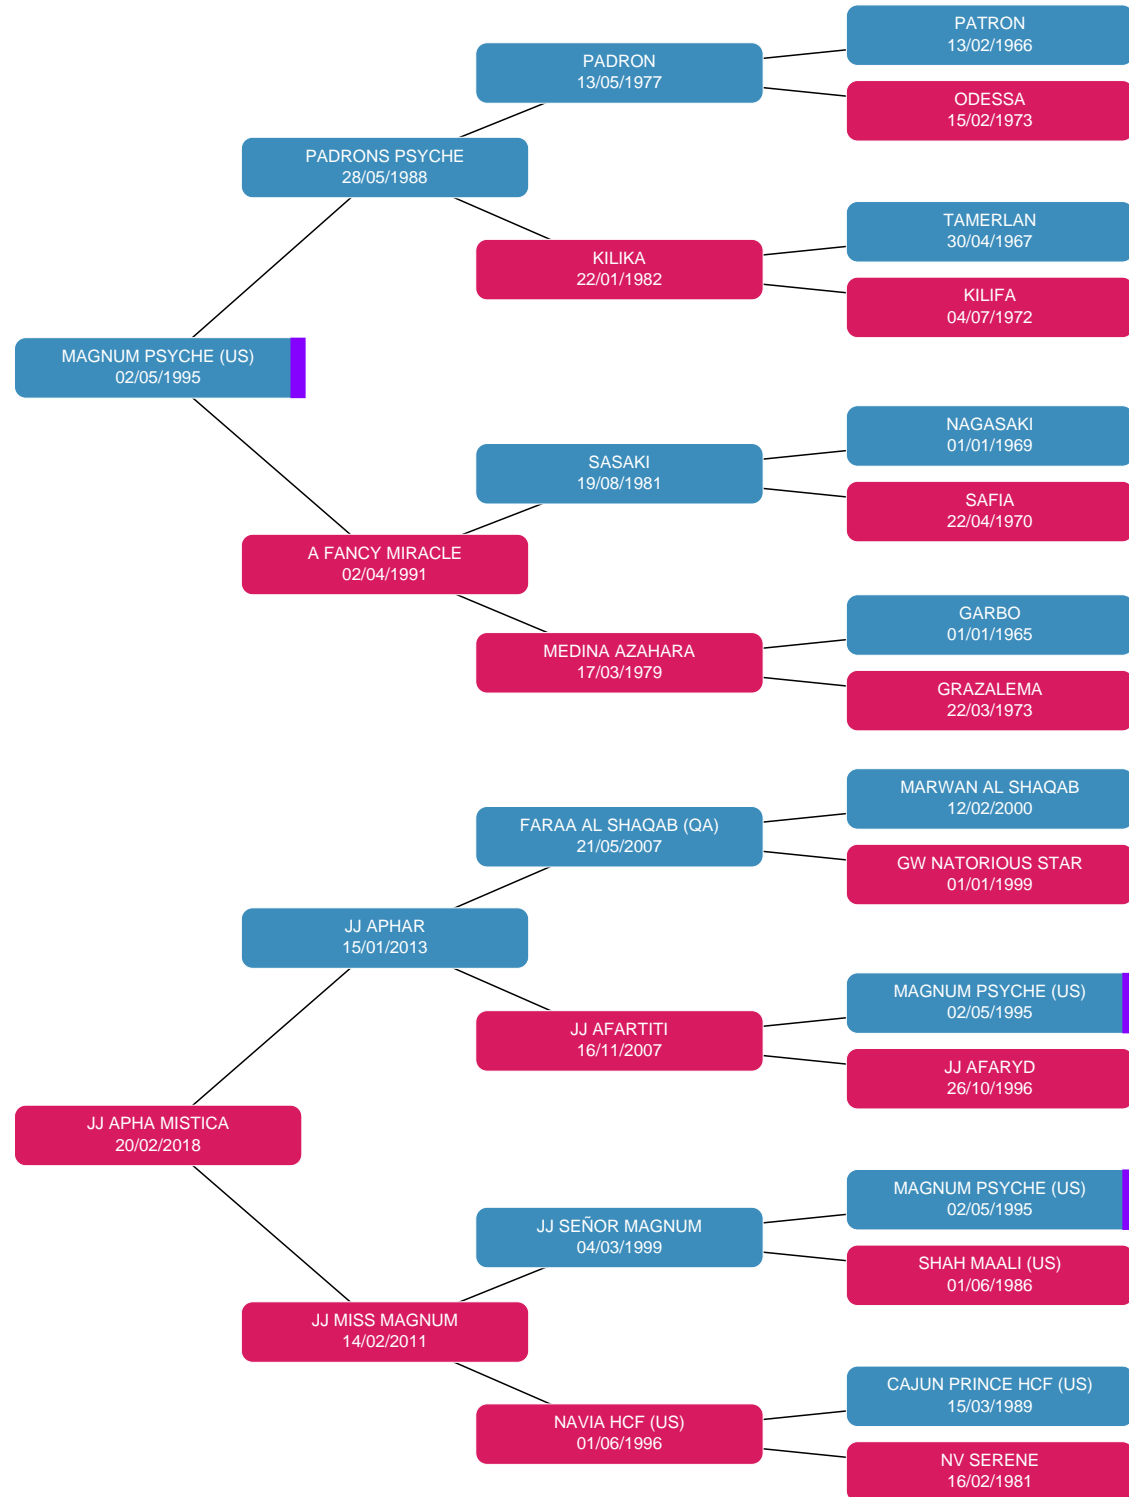 PATRON
13/02/1966
PADRON
13/05/1977
ODESSA
15/02/1973
PADRONS PSYCHE
28/05/1988
TAMERLAN
30/04/1967
KILIKA
22/01/1982
KILIFA
04/07/1972
MAGNUM PSYCHE (US)
02/05/1995
NAGASAKI
01/01/1969
SASAKI
19/08/1981
SAFIA
22/04/1970
A FANCY MIRACLE
02/04/1991
GARBO
01/01/1965
MEDINA AZAHARA
17/03/1979
GRAZALEMA
22/03/1973
MARWAN AL SHAQAB
12/02/2000
FARAA AL SHAQAB (QA)
21/05/2007
GW NATORIOUS STAR
01/01/1999
JJ APHAR
15/01/2013
MAGNUM PSYCHE (US)
02/05/1995
JJ AFARTITI
16/11/2007
JJ AFARYD
26/10/1996
JJ APHA MISTICA
20/02/2018
MAGNUM PSYCHE (US)
02/05/1995
JJ SEÑOR MAGNUM
04/03/1999
SHAH MAALI (US)
01/06/1986
JJ MISS MAGNUM
14/02/2011
CAJUN PRINCE HCF (US)
15/03/1989
NAVIA HCF (US)
01/06/1996
NV SERENE
16/02/1981